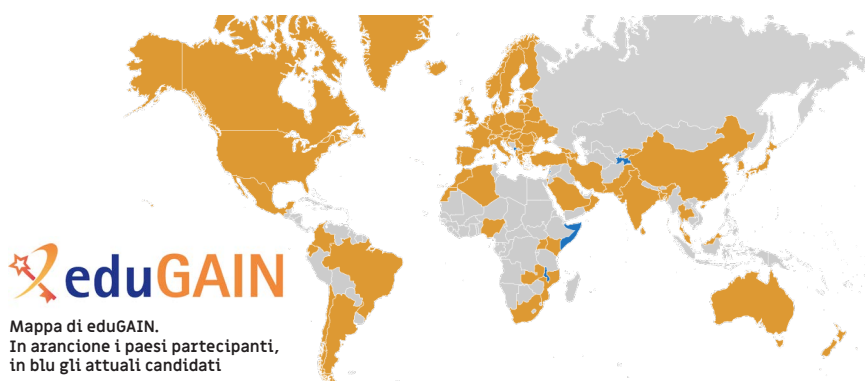 eduGAIN
Mappa di eduGAIN.
In arancione i paesi partecipanti,
in blu gli attuali candidati